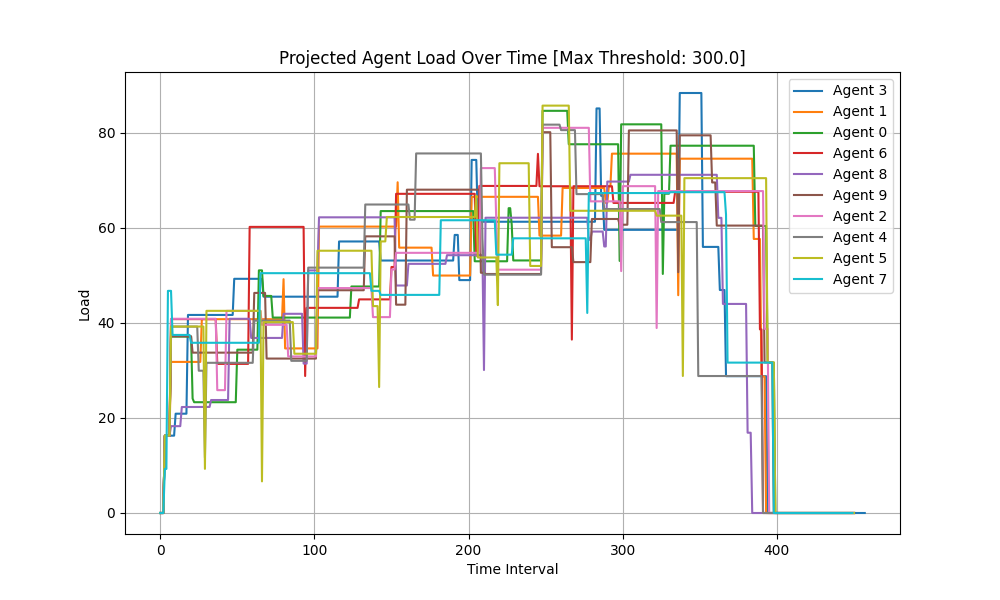 Projected Agent Load Over Time [Max Threshold: 300.0]
Load
80
60
40
20
0
0 100 200 300 400
Time Interval
Agent 3
Agent 1
Agent 0
Agent 6
Agent 8
Agent 9
Agent 2
Agent 4
Agent 5
Agent 7